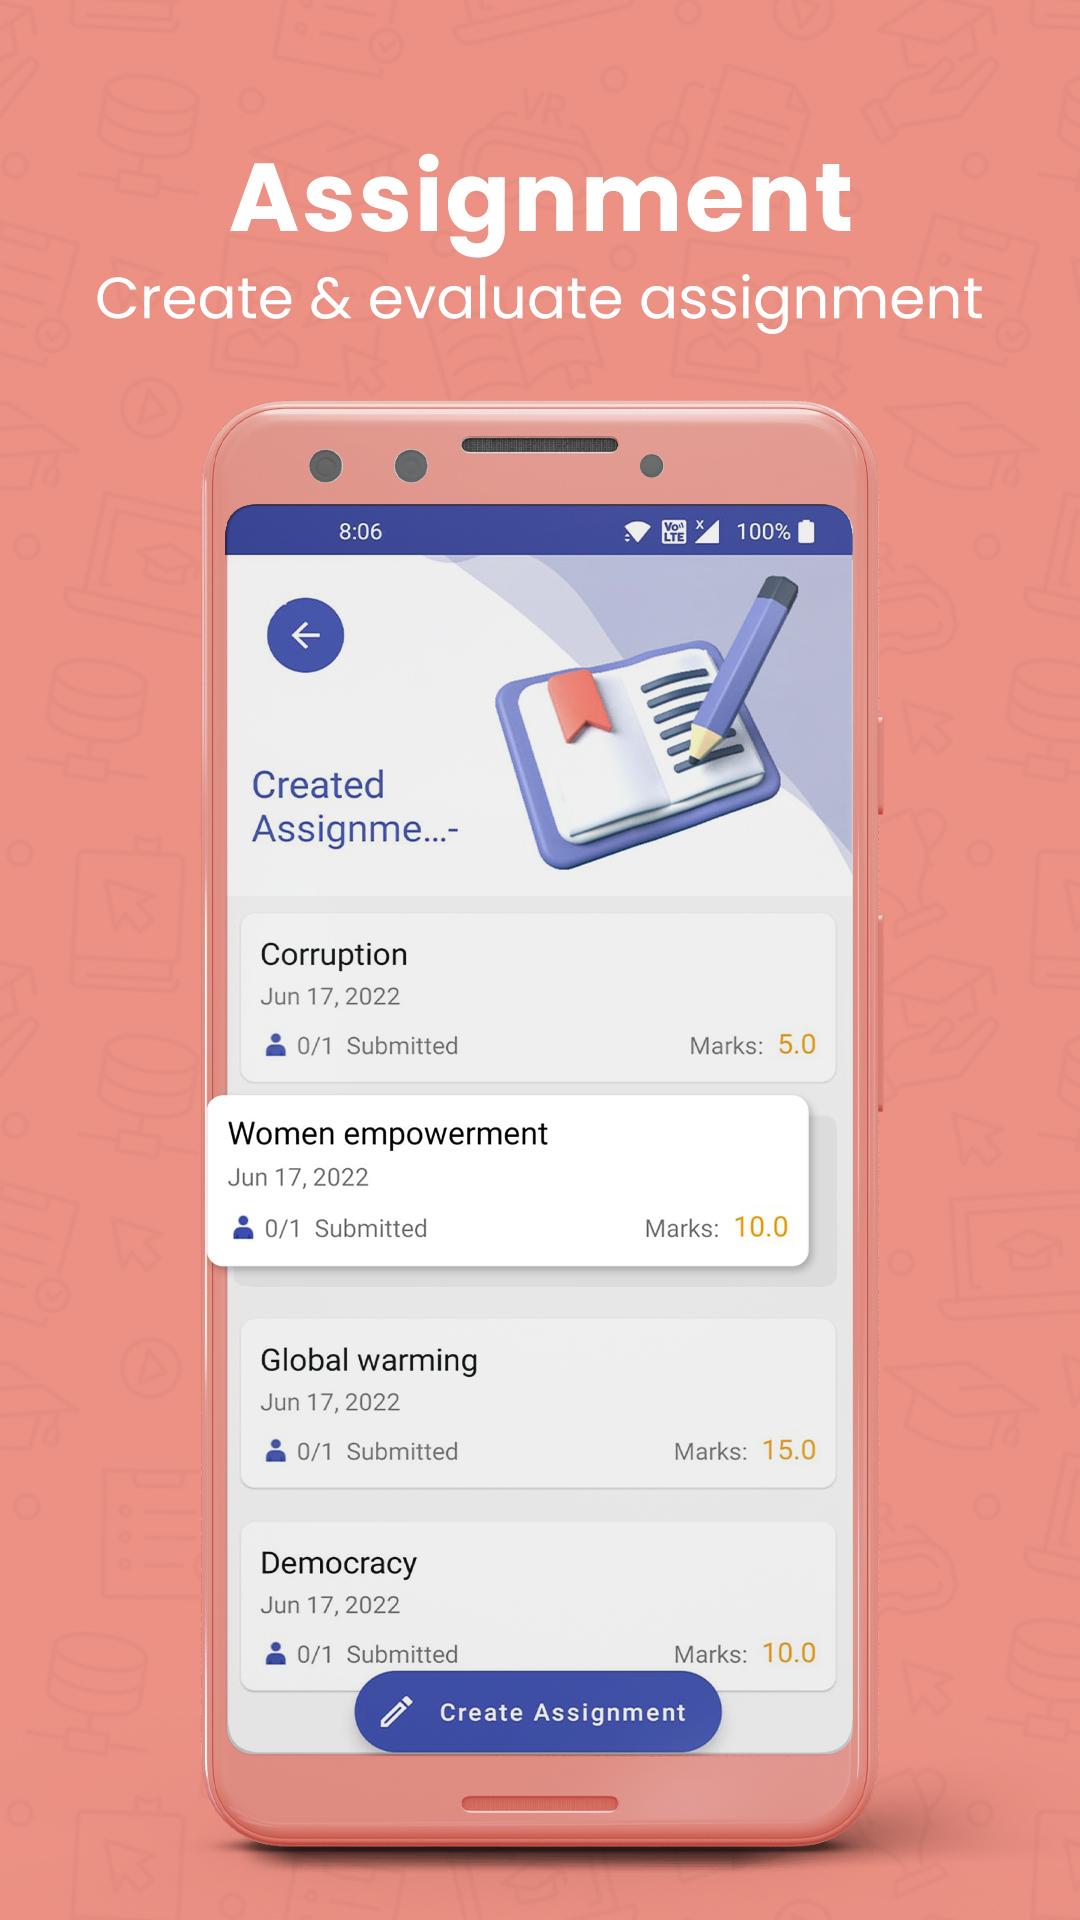 Assignment
Create & evaluate assignment
8:06
Vo))
LTE
x
100%
Created
Assignme...-
Corruption
Jun 17, 2022
0/1 Submitted Marks: 5.0
Women empowerment
Jun 17, 2022
0/1 Submitted Marks: 10.0
Global warming
Jun 17, 2022
0/1 Submitted Marks: 15.0
Democracy
Jun 17, 2022
0/1 Submitted Marks: 10.0
Create Assignment
VR